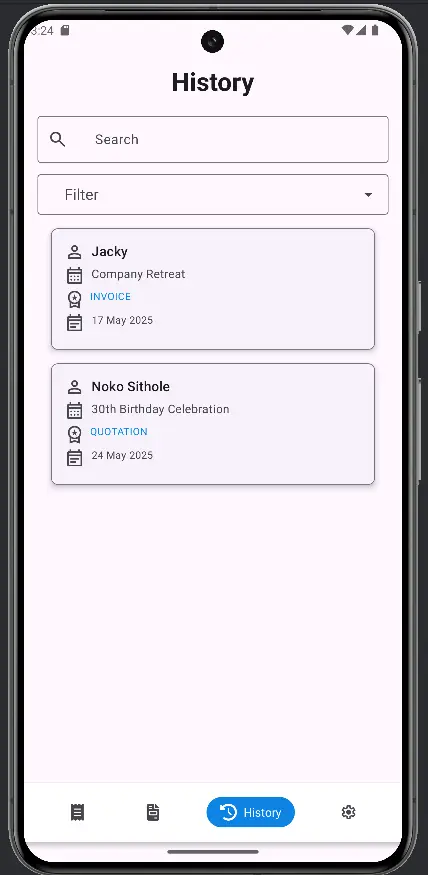 3:24
History
Search
Filter
Jacky
Company Retreat
INVOICE
17 May 2025
Noko Sithole
30th Birthday Celebration
QUOTATION
24 May 2025
History